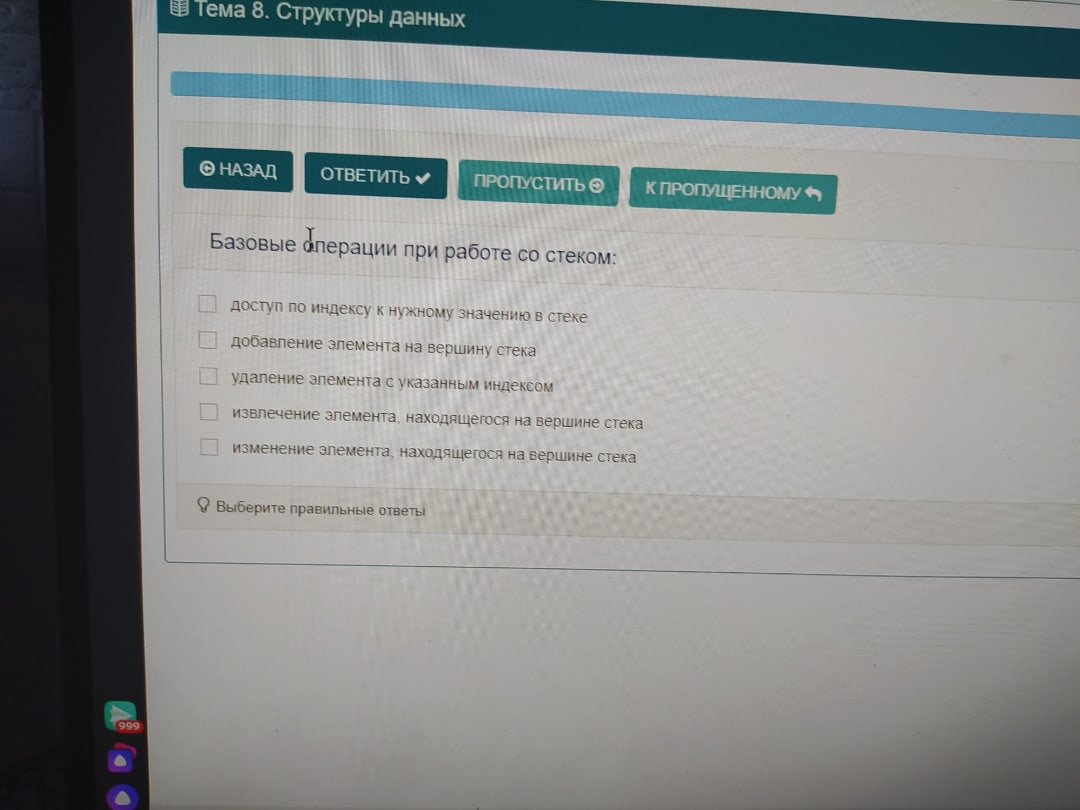 Тема 8. Структуры данных
НАЗАД ОТВЕТИТЬ ПРОПУСТИТЬ К ПРОПУЩЕННОМУ
Базовые операции при работе со стеком:
доступ по индексу к нужному значению в стеке
добавление элемента на вершину стека
удаление элемента с указанным индексом
извлечение элемента, находящегося на вершине стека
изменение элемента, находящегося на вершине стека
Выберите правильные ответы
999